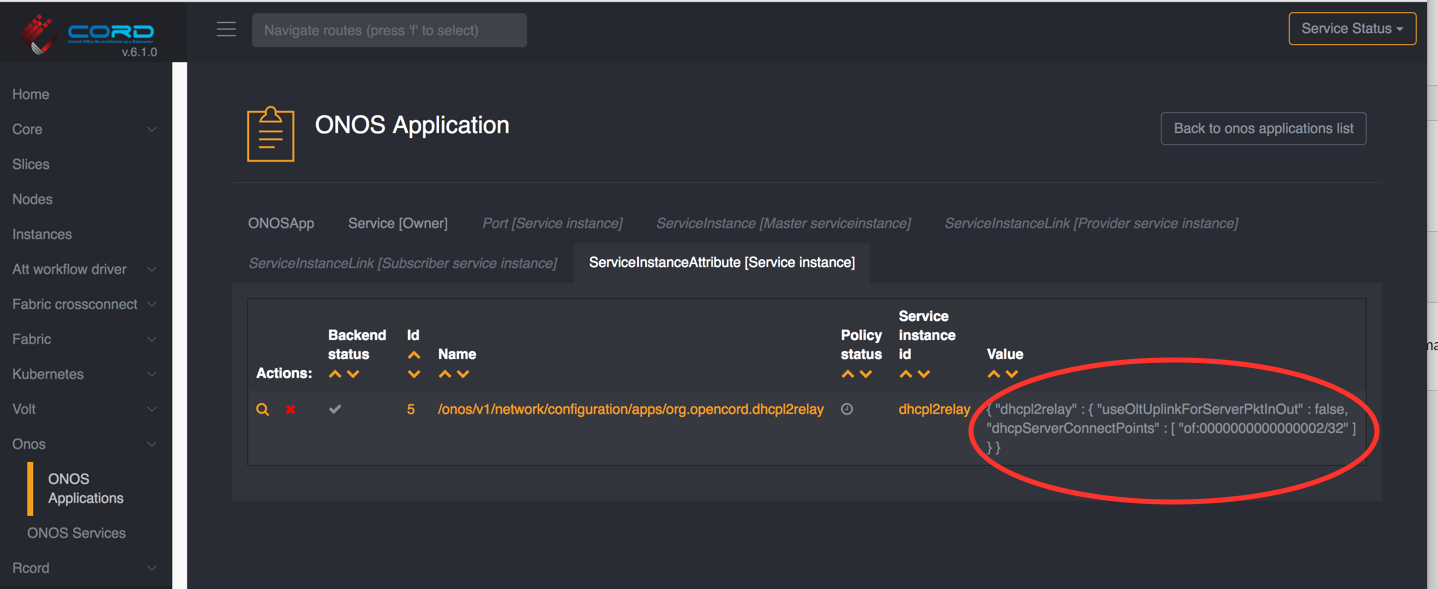 CORD
v.6.1.0
Navigate routes (press 'f' to select)
Service Status
Home
Core
Slices
Nodes
Instances
Att workflow driver
Fabric crossconnect
Fabric
Kubernetes
Volt
Onos
ONOS
Applications
ONOS Services
Rcord
ONOS Application
Back to onos applications list
ONOSApp Service [Owner] Port [Service instance] ServiceInstance [Master serviceinstance] ServiceInstanceLink [Provider service instance]
ServiceInstanceLink [Subscriber service instance] ServiceInstanceAttribute [Service instance]
Actions:
Backend
status
Id
Name
Policy
status
Service
instance
id
Value
5
/onos/v1/network/configuration/apps/org.opencord.dhcpl2relay
dhcpl2relay
{ "dhcpl2relay" : { "useOltUplinkForServerPktInOut" : false,
"dhcpServerConnectPoints" : [ "of:0000000000000002/32" ]
} }